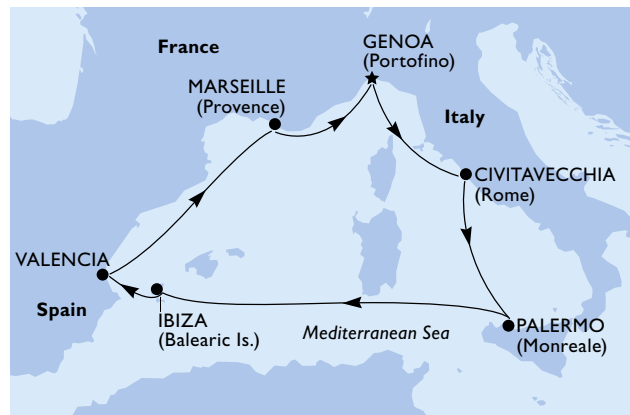 France
GENOA
(Portofino)
MARSEILLE
(Provence)
Italy
CIVITAVECCHIA
(Rome)
VALENCIA
Spain
IBIZA
(Balearic Is.)
Mediterranean Sea
PALERMO
(Monreale)